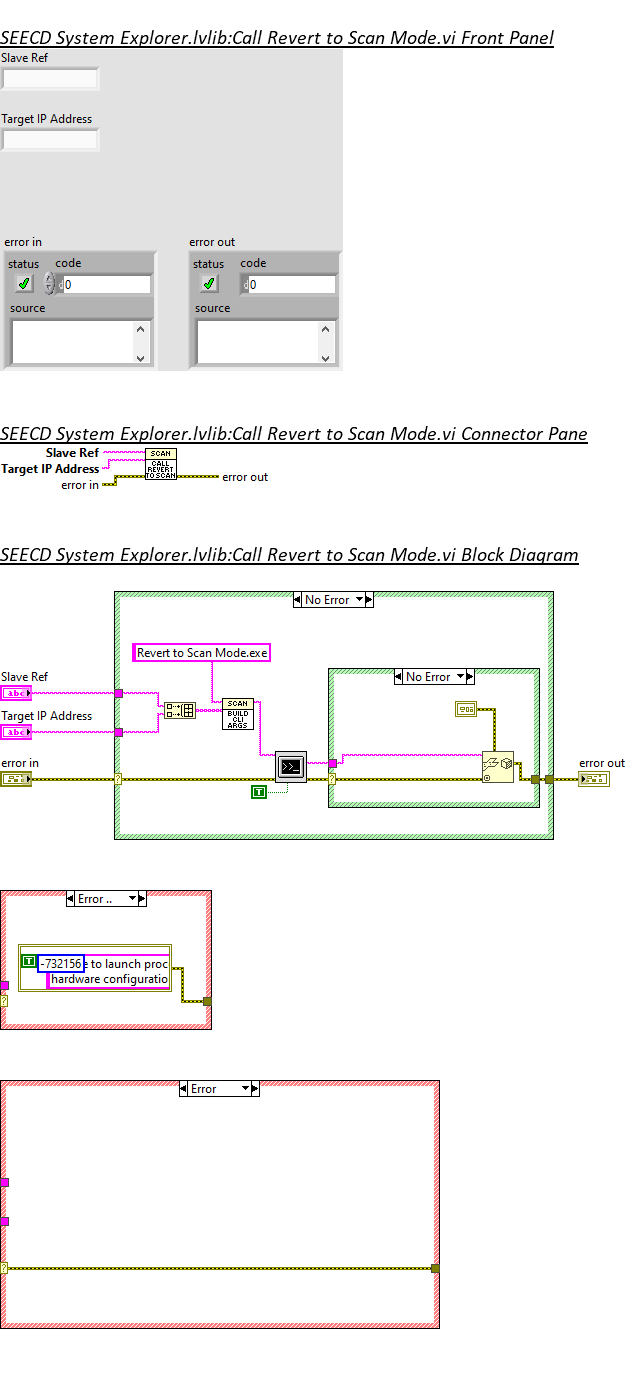 SEECD System Explorer.lvlib:Call Revert to Scan Mode.vi Front Panel
Slave Ref
Target IP Address
error in
error out
status code
status code
d 0
d 0
source
source
SEECD System Explorer.lvlib:Call Revert to Scan Mode.vi Connector Pane
Slave Ref
Target IP Address
error in
SCAN
CALL
REVERT
TO SCAN
error out
SEECD System Explorer.lvlib:Call Revert to Scan Mode.vi Block Diagram
No Error
Revert to Scan Mode.exe
No Error
Slave Ref
abc
SCAN
BUILD
CLI
ARGS
Target IP Address
abc
error in
?
T
?
error out
Error ..
T
-732156
e to launch proc
hardware configuratio
?
Error
?